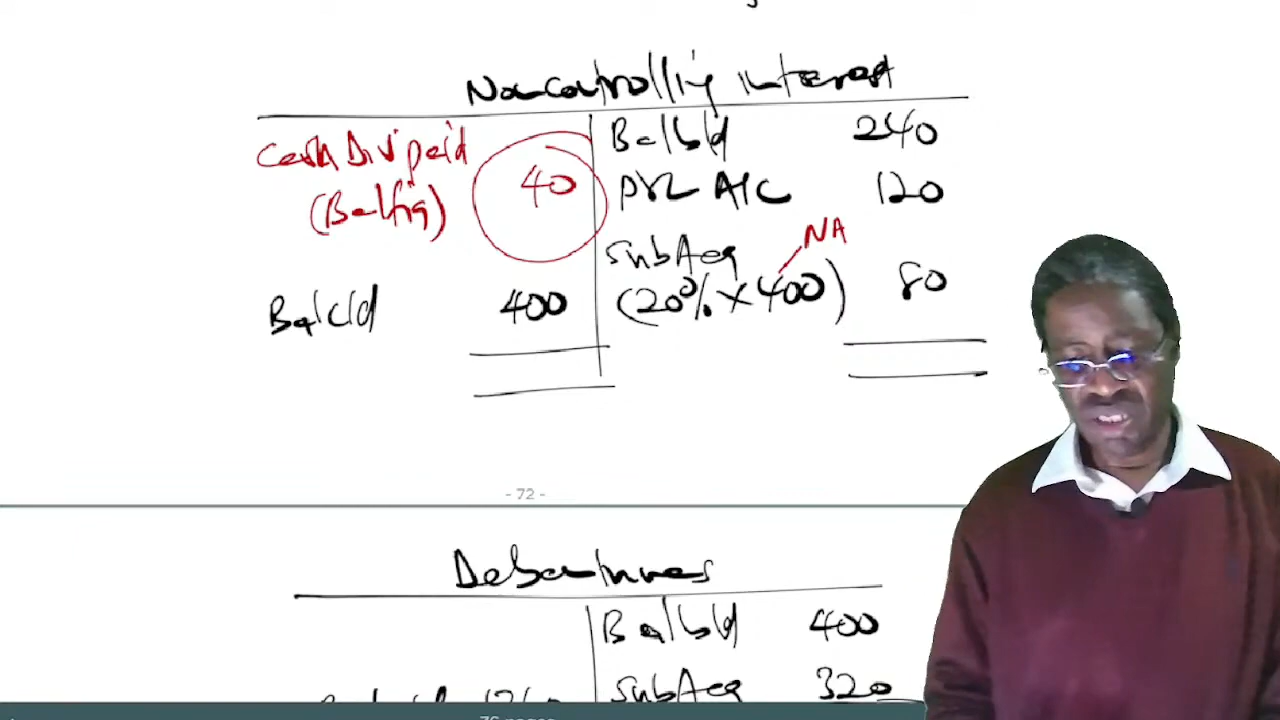 Noncontrolling interest
Cash Div paid
(Bal fig) 40
Bal b/d 240
P&L A/C 120
Sub Acq NA
(20% x 400) 80
Bal c/d 400
- 72 -
Debentures
Bal b/d 400
Sub Acq 320